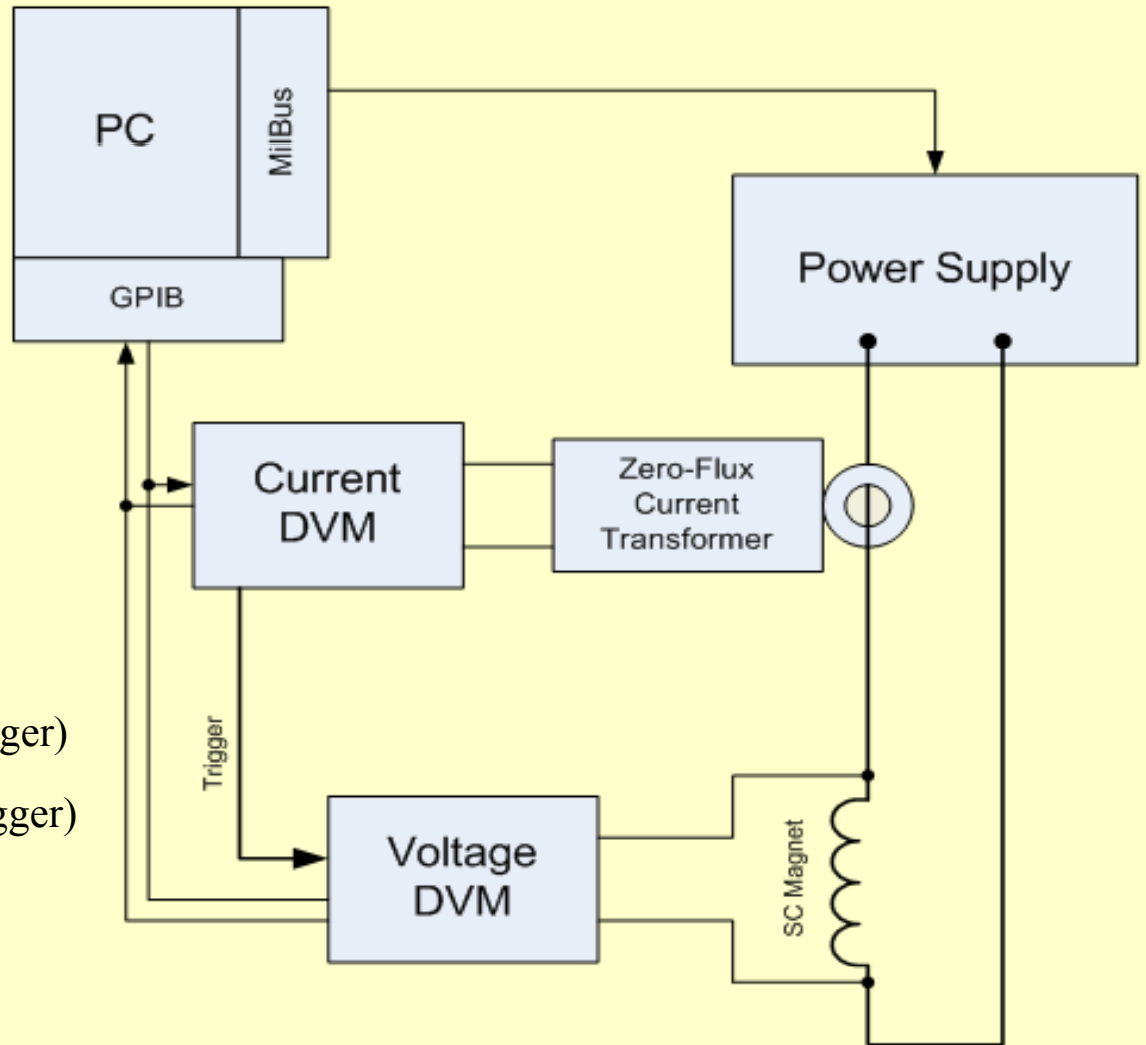 PC
MilBus
GPIB
Power Supply
Current
DVM
Zero-Flux
Current
Transformer
Trigger
ger)
gger)
Voltage
DVM
SC Magnet